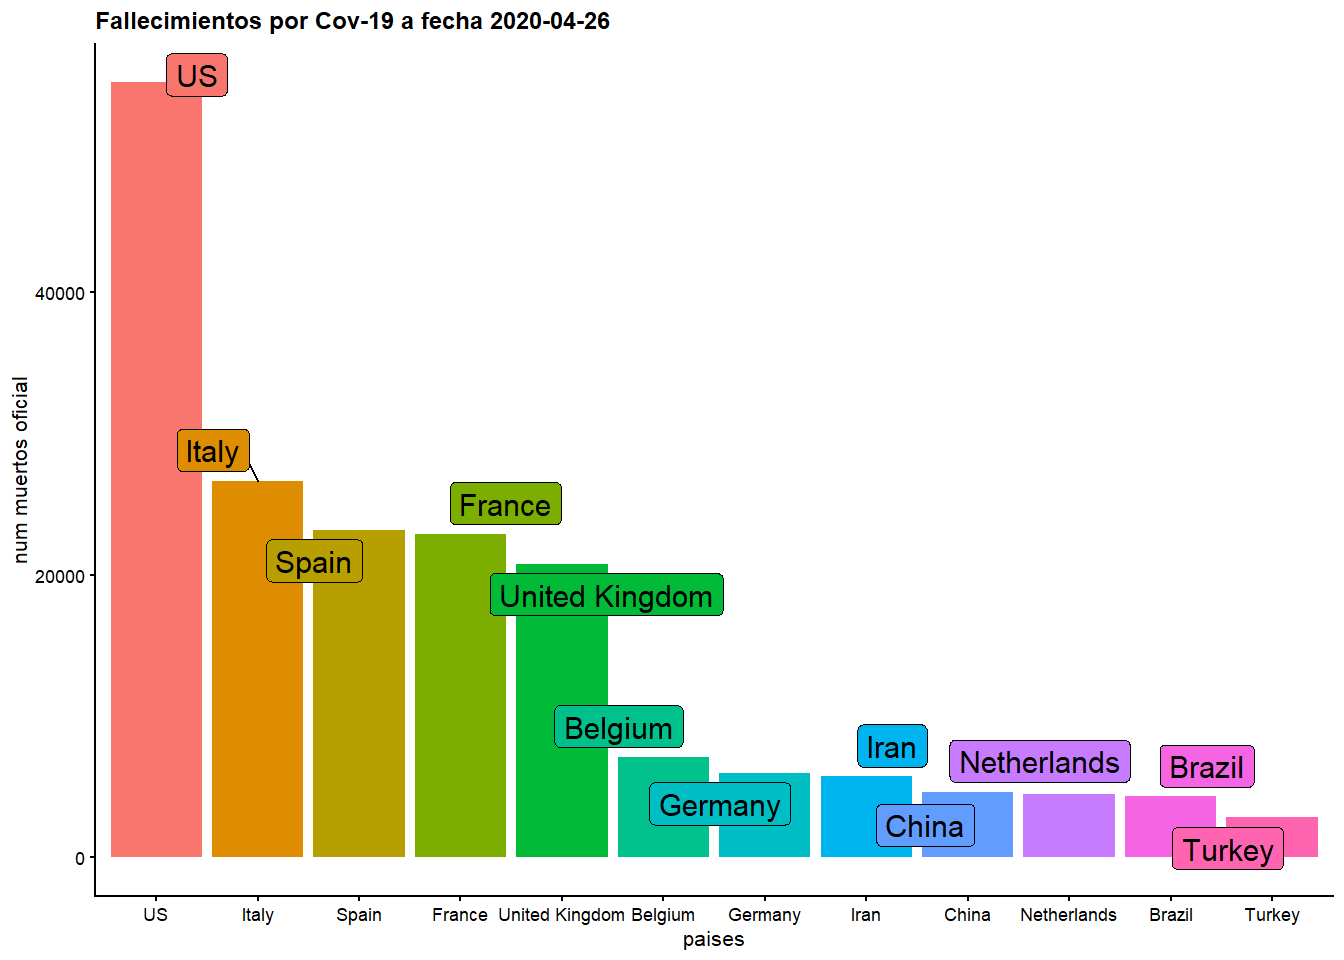 Fallecimientos por Cov-19 a fecha 2020-04-26
num muertos oficial
40000
20000
0
US
Italy
Spain
France
United Kingdom
Belgium
Germany
Iran
China
Netherlands
Brazil
Turkey
US Italy Spain France United Kingdom Belgium Germany Iran China Netherlands Brazil Turkey
paises